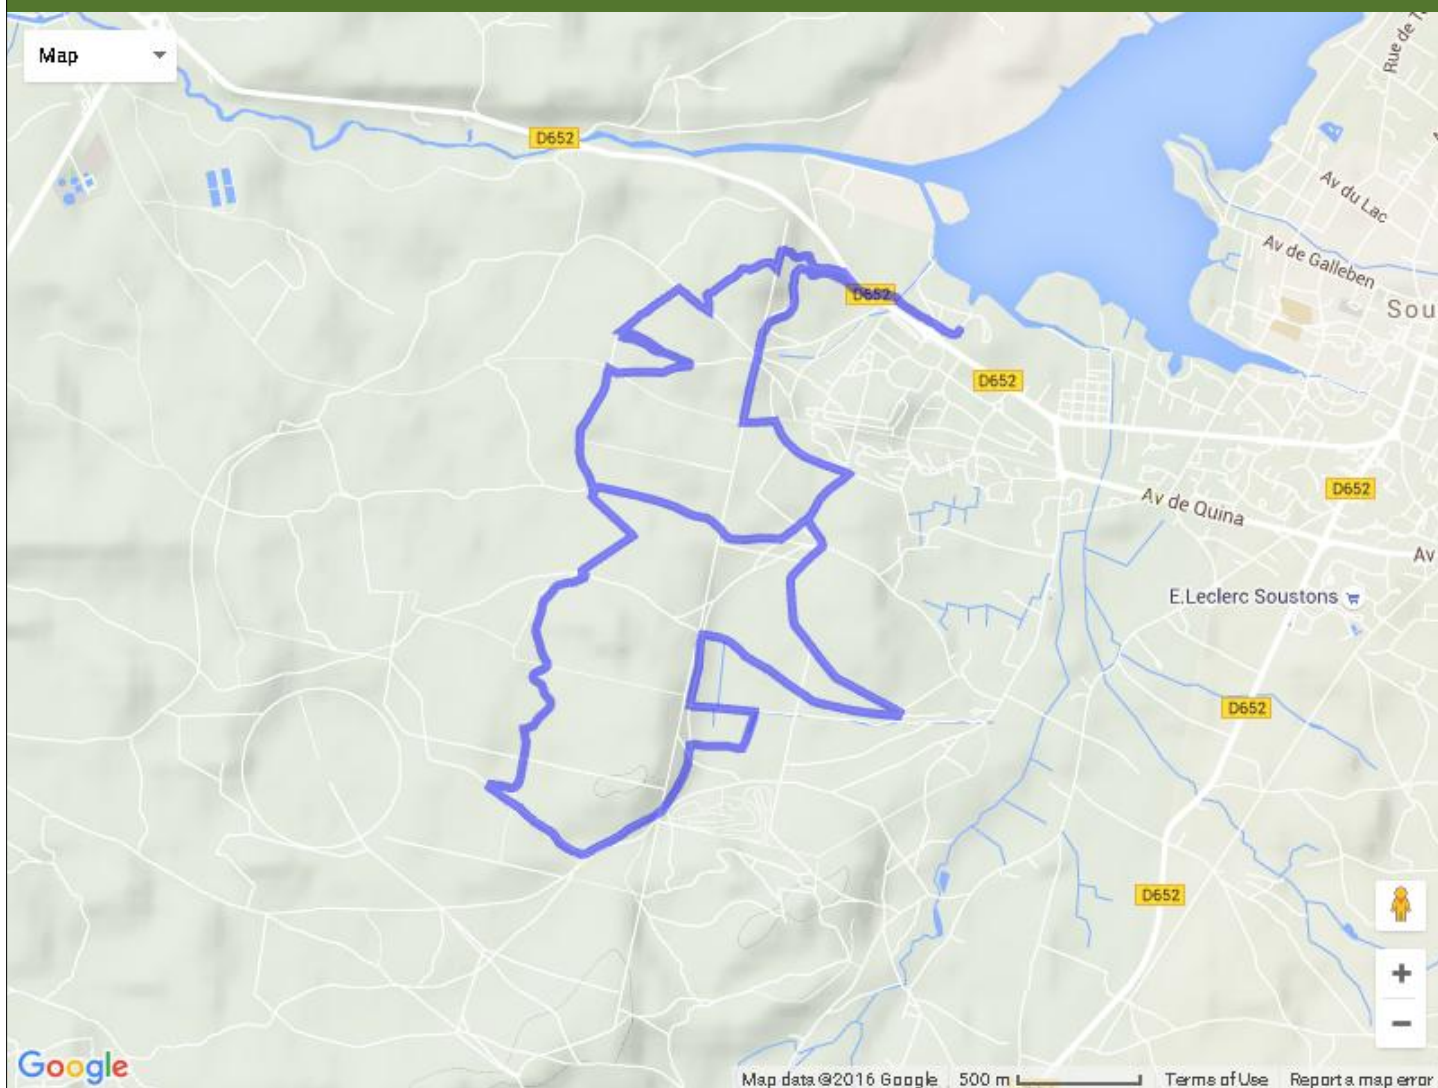 Map
Rue de
D652
Av du Lac
Av de Galleben
D652
Sou
D652
D652
Av de Quina
Av
E.Leclerc Soustons
D652
D652
Google
Map data ©2016 Google
500 m
Terms of Use
Report a map error